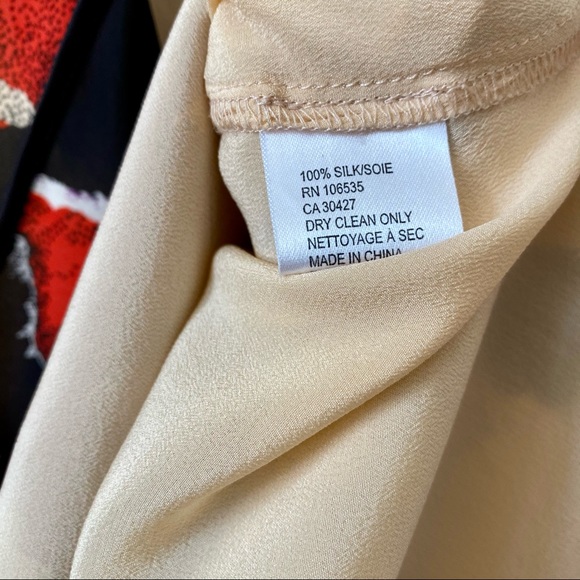 100% SILK/SOIE
RN 106535
CA 30427
DRY CLEAN ONLY
NETTOYAGE À SEC
MADE IN CHINA